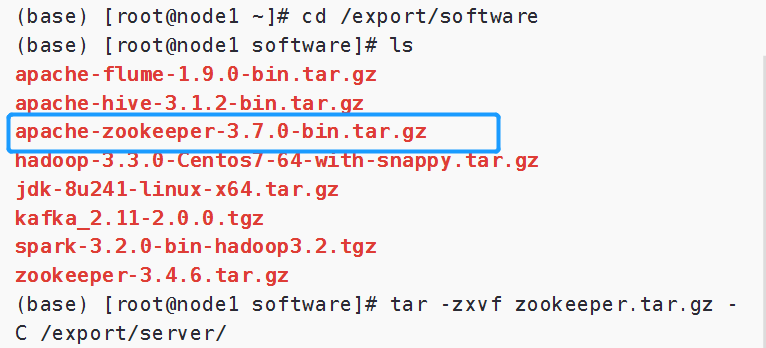 (base) [root@node1 ~]# cd /export/software
(base) [root@node1 software]# ls
apache-flume-1.9.0-bin.tar.gz
apache-hive-3.1.2-bin.tar.gz
apache-zookeeper-3.7.0-bin.tar.gz
hadoop-3.3.0-Centos7-64-with-snappy.tar.gz
jdk-8u241-linux-x64.tar.gz
kafka_2.11-2.0.0.tgz
spark-3.2.0-bin-hadoop3.2.tgz
zookeeper-3.4.6.tar.gz
(base) [root@node1 software]# tar -zxvf zookeeper.tar.gz -
C /export/server/